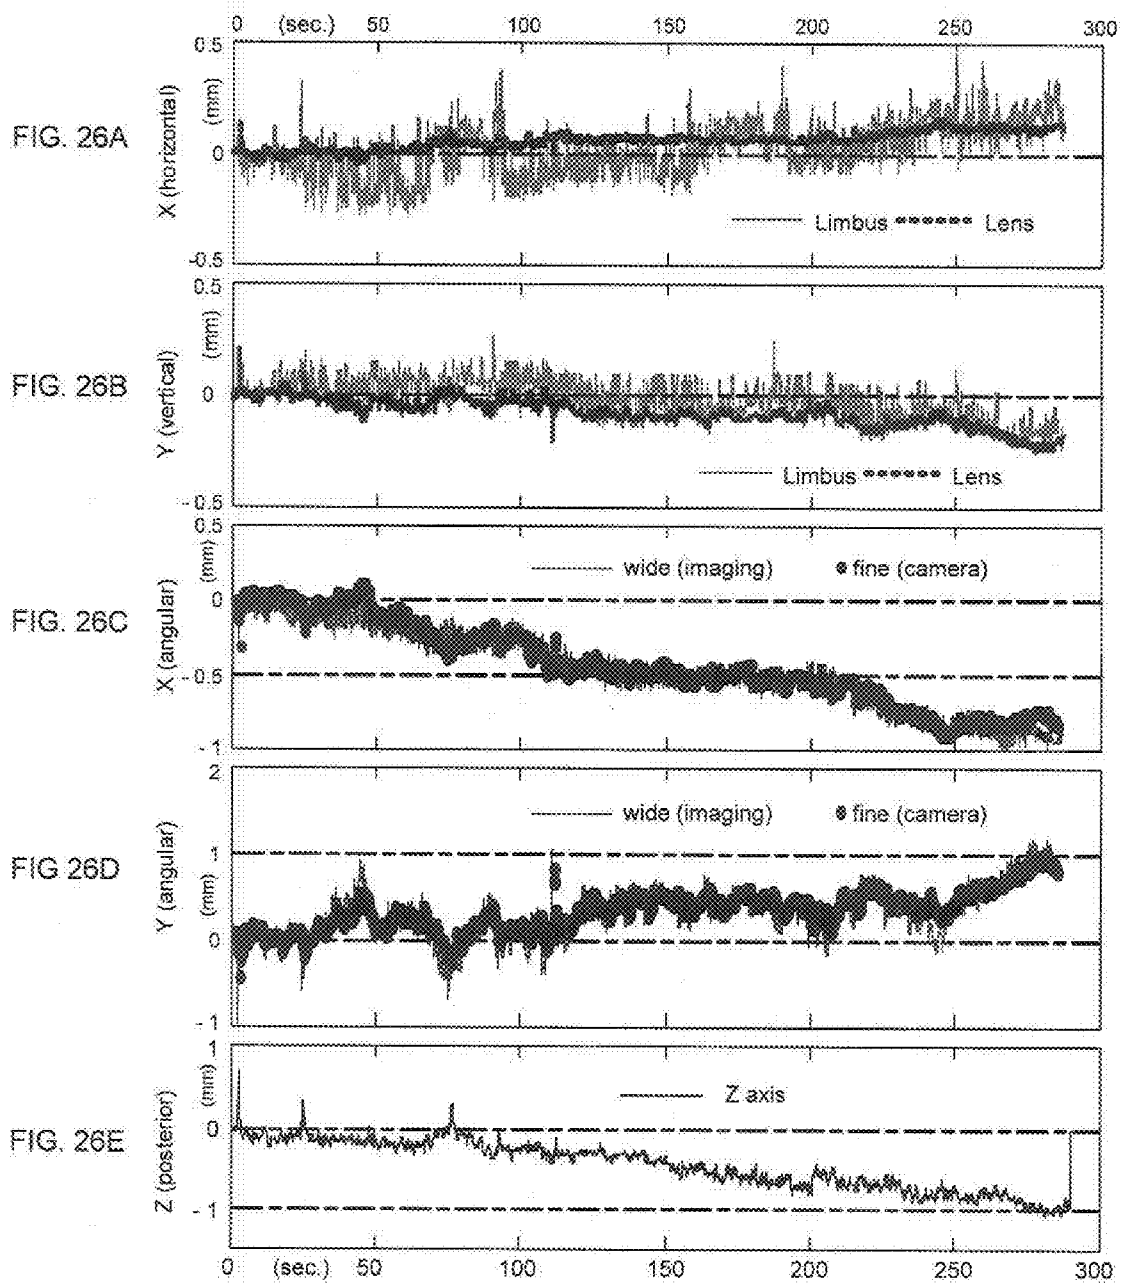 0 (sec.) 50 100 150 200 250 300
FIG. 26A
X (horizontal) (mm)
0.5
0
-0.5
Limbus Lens
FIG. 26B
Y (vertical) (mm)
0.5
0
- 0.5
Limbus Lens
FIG. 26C
X (angular) (mm)
0.5
0
- 0.5
- 1
wide (imaging) fine (camera)
FIG 26D
Y (angular) (mm)
2
1
0
- 1
wide (imaging) fine (camera)
FIG. 26E
Z (posterior) (mm)
1
0
- 1
Z axis
0 (sec.) 50 100 150 200 250 300